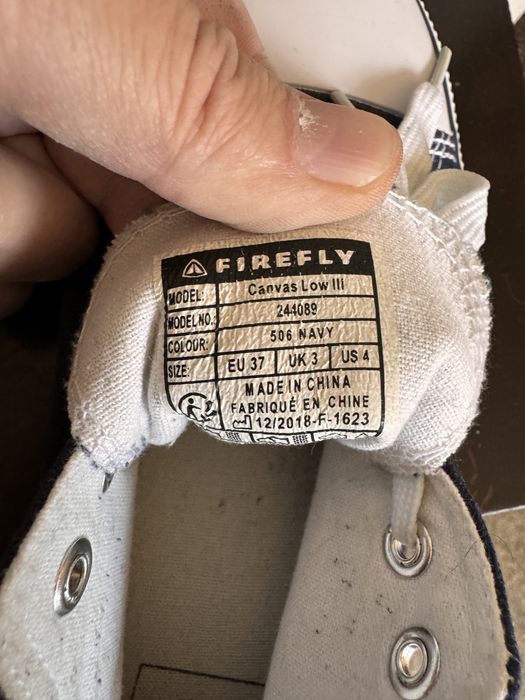 FIREFLY
MODEL: Canvas Low III
MODEL NO.: 244089
COLOUR: 506 NAVY
SIZE: EU 37 UK 3 US 4
MADE IN CHINA
FABRIQUÉ EN CHINE
12/2018-F-1623